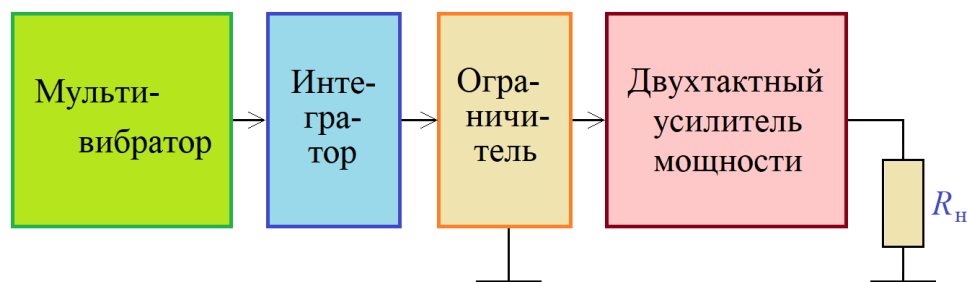 Мульти-
вибратор
Инте-
гра-
тор
Огра-
ничи-
тель
Двухтактный
усилитель
мощности
Rн